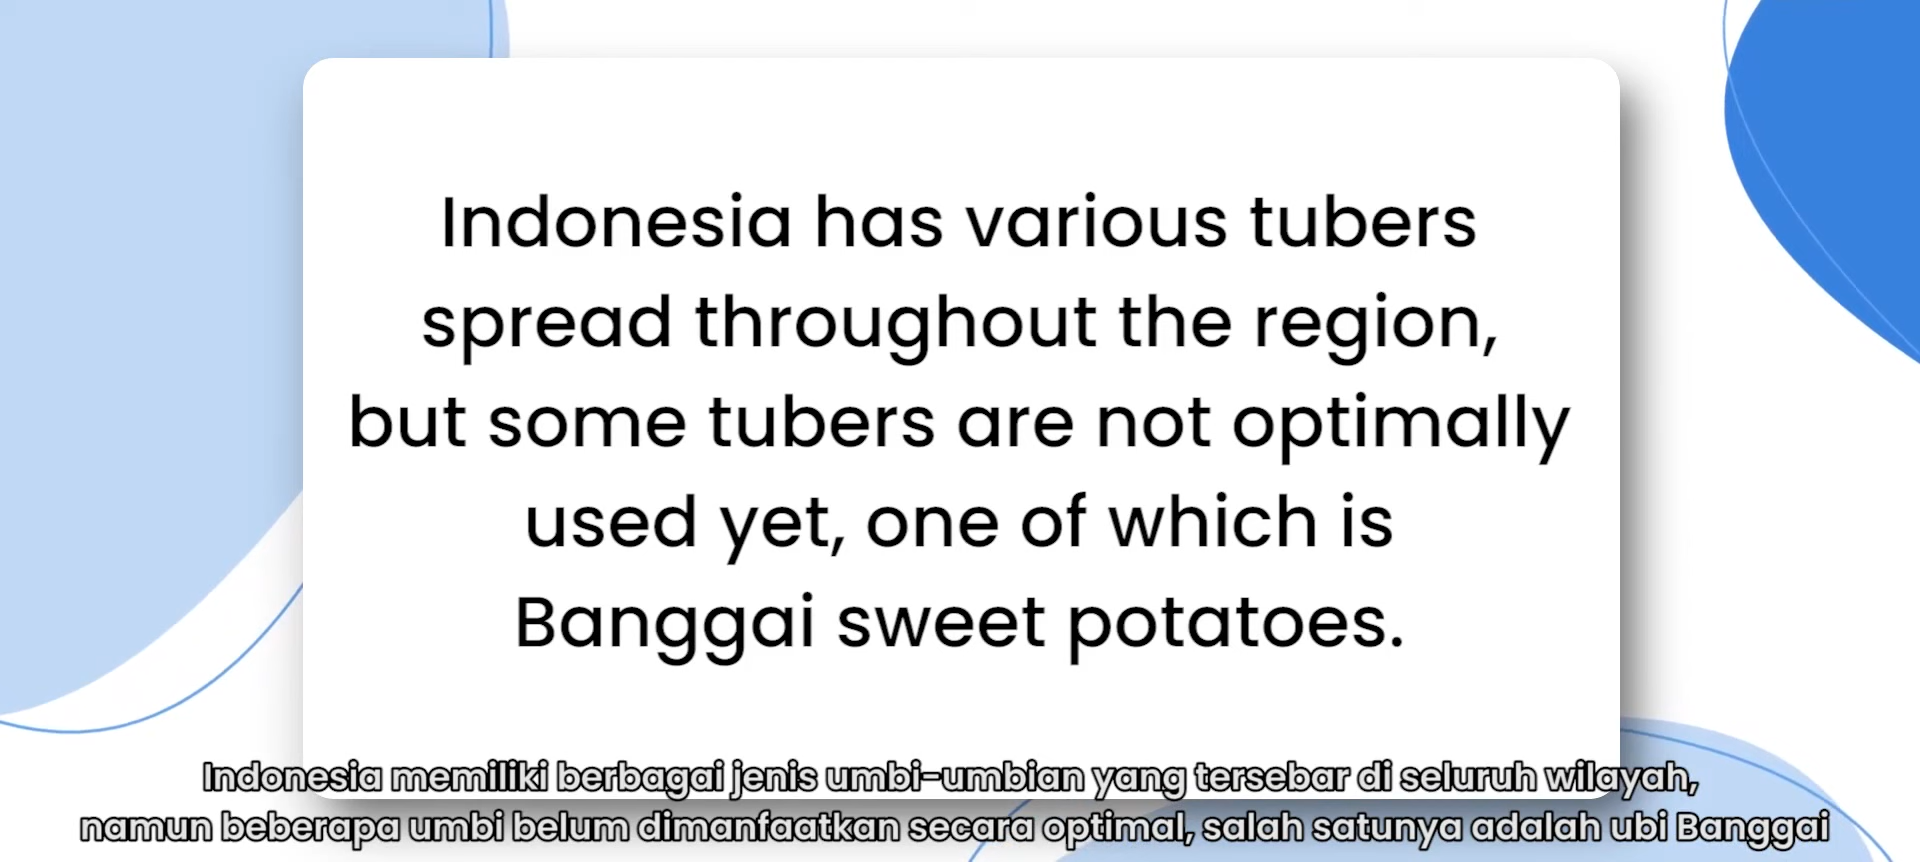 Indonesia has various tubers
spread throughout the region,
but some tubers are not optimally
used yet, one of which is
Banggai sweet potatoes.
Indonesia memiliki berbagai jenis umbi-umbian yang tersebar di seluruh wilayah,
namun beberapa umbi belum dimanfaatkan secara optimal, salah satunya adalah ubi Banggai